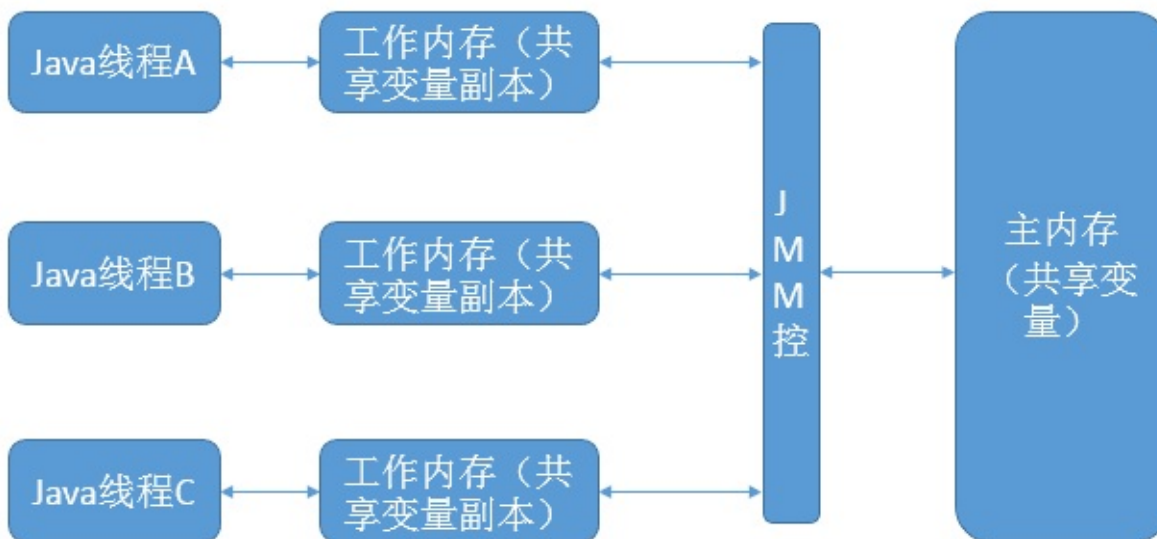 Java线程A
工作内存（共
享变量副本）
Java线程B
工作内存（共
享变量副本）
Java线程C
工作内存（共
享变量副本）
J
M
M
控
主内存
（共享变
量）